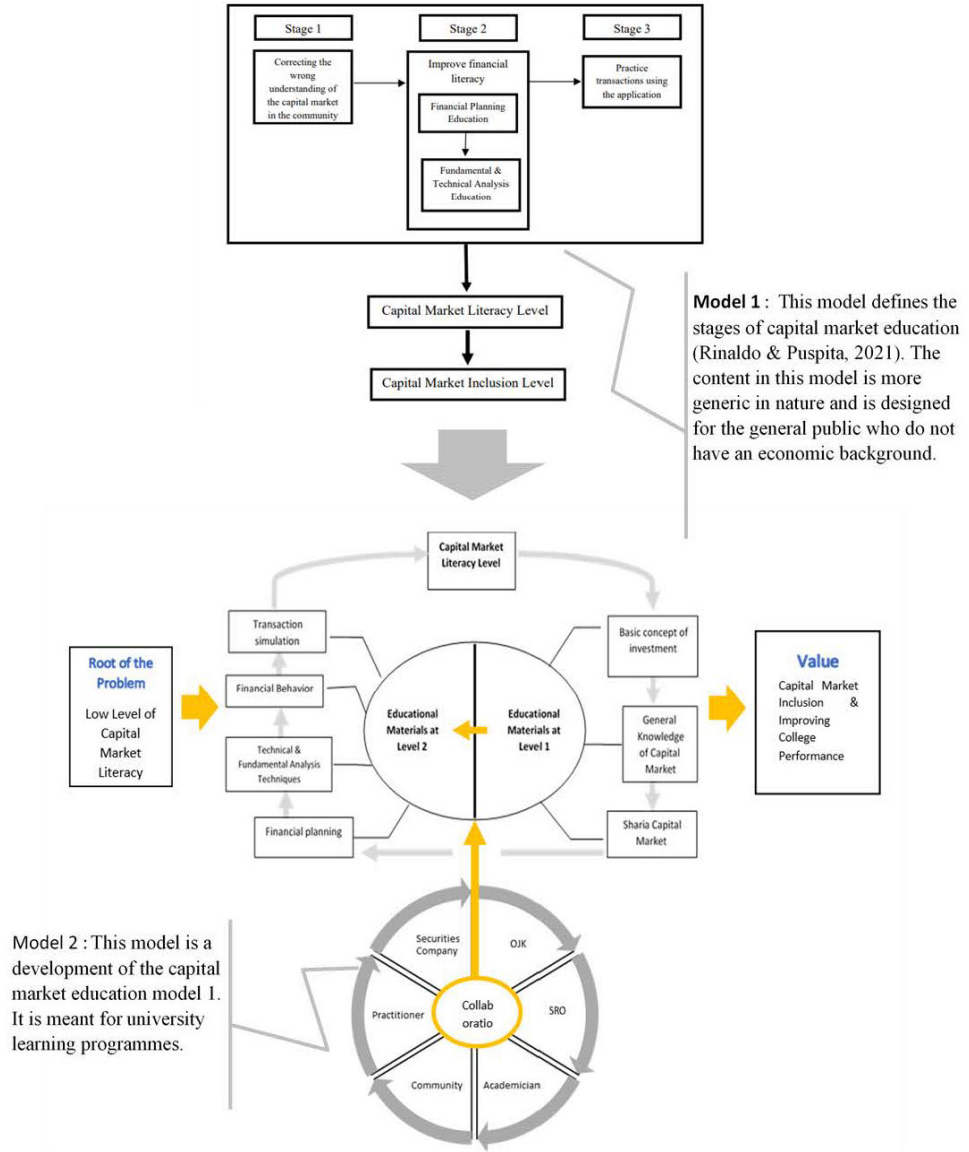 Stage 1
Stage 2
Stage 3
Correcting the
wrong
understanding of
the capital market
in the community
Improve financial
literacy
Financial Planning
Education
Fundamental &
Technical Analysis
Education
Practice
transactions using
the application
Capital Market Literacy Level
Capital Market Inclusion Level
Model 1 : This model defines the
stages of capital market education
(Rinaldo & Puspita, 2021). The
content in this model is more
generic in nature and is designed
for the general public who do not
have an economic background.
Capital Market
Literacy Level
Root of the
Problem
Low Level of
Capital
Market
Literacy
Transaction
simulation
Financial Behavior
Technical &
Fundamental Analysis
Techniques
Financial planning
Educational
Materials at
Level 2
Educational
Materials at
Level 1
Basic concept of
investment
General
Knowledge
of Capital
Market
Sharia Capital
Market
Value
Capital Market
Inclusion &
Improving
College
Performance
Model 2 : This model is a
development of the capital
market education model 1.
It is meant for university
learning programmes.
Securities
Company
OJK
Practitioner
Collab
oratio
SRO
Community
Academician